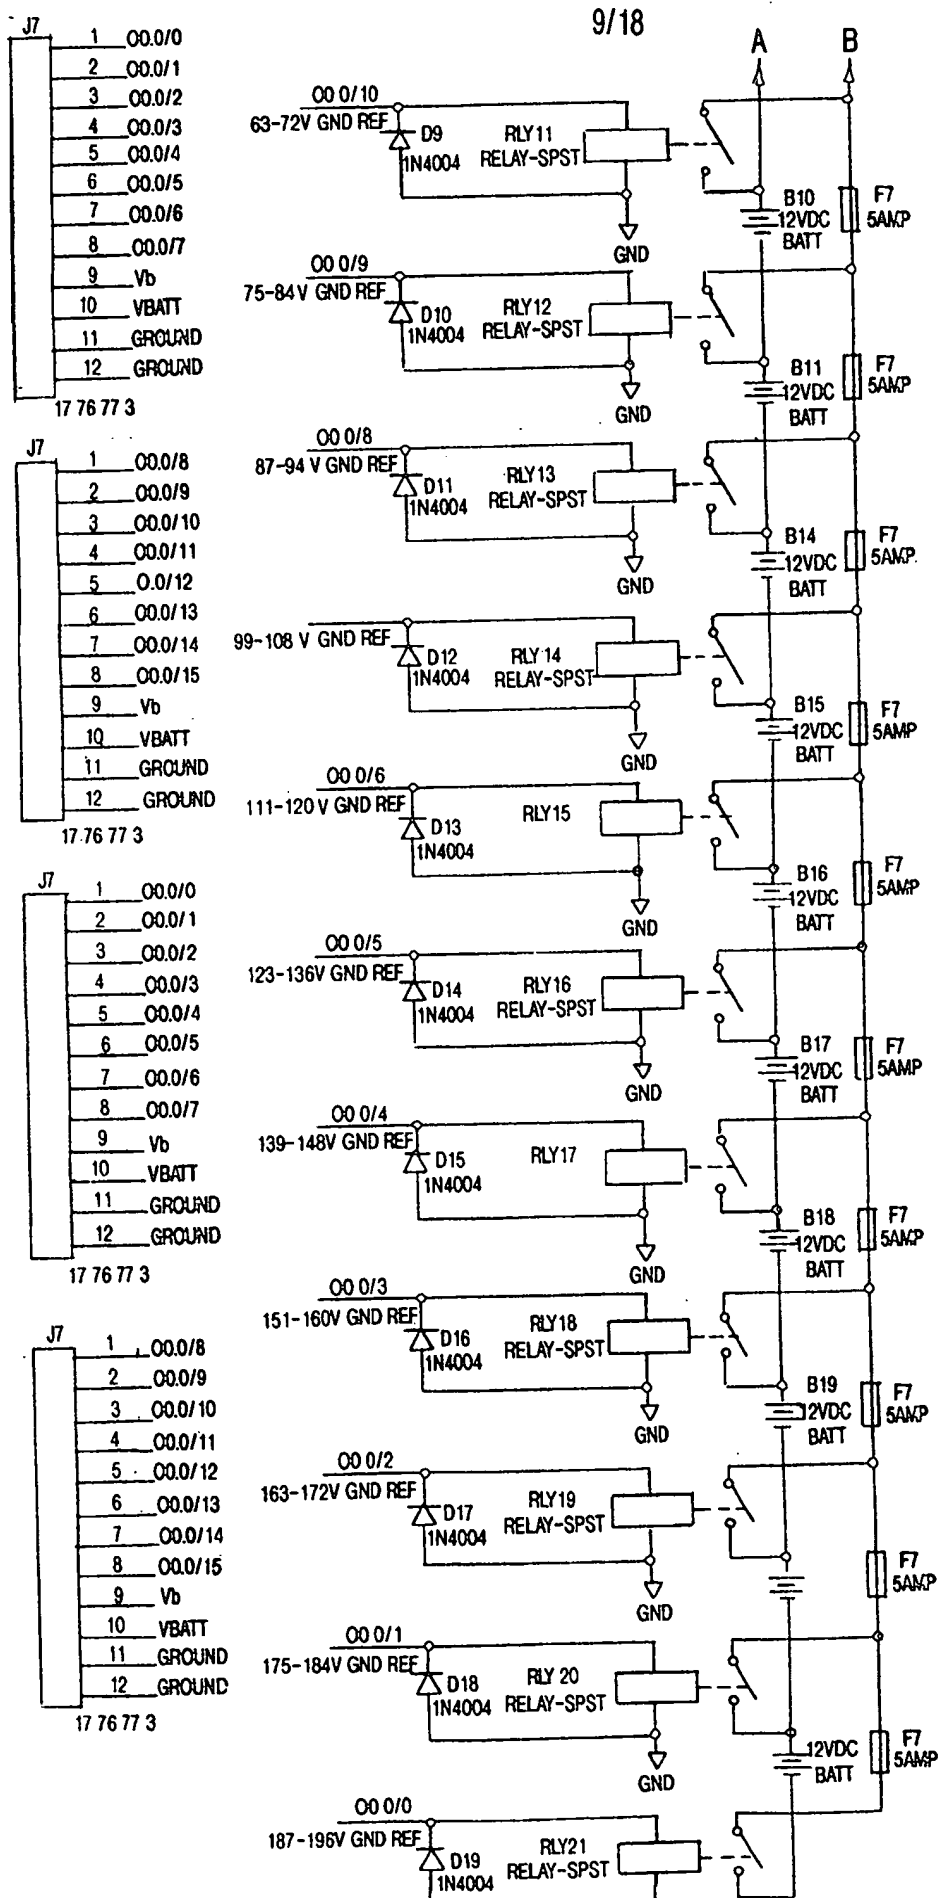 9/18
A B
J7
1 O0.0/0
2 O0.0/1
3 O0.0/2
4 O0.0/3
5 O0.0/4
6 O0.0/5
7 O0.0/6
8 O0.0/7
9 Vb
10 VBATT
11 GROUND
12 GROUND
17 76 77 3
J7
1 O0.0/8
2 O0.0/9
3 O0.0/10
4 O0.0/11
5 O.0/12
6 O0.0/13
7 O0.0/14
8 O0.0/15
9 Vb
10 VBATT
11 GROUND
12 GROUND
17 76 77 3
J7
1 O0.0/0
2 O0.0/1
3 O0.0/2
4 O0.0/3
5 O0.0/4
6 O0.0/5
7 O0.0/6
8 O0.0/7
9 Vb
10 VBATT
11 GROUND
12 GROUND
17 76 77 3
J7
1 O0.0/8
2 O0.0/9
3 O0.0/10
4 O0.0/11
5 O0.0/12
6 O0.0/13
7 O0.0/14
8 O0.0/15
9 Vb
10 VBATT
11 GROUND
12 GROUND
17 76 77 3
O0 0/10
63-72V GND REF
D9
1N4004
RLY11
RELAY-SPST
GND
B10
12VDC
BATT
F7
5AMP
O0 0/9
75-84V GND REF
D10
1N4004
RLY12
RELAY-SPST
GND
B11
12VDC
BATT
F7
5AMP
O0 0/8
87-94 V GND REF
D11
1N4004
RLY13
RELAY-SPST
GND
B14
12VDC
BATT
F7
5AMP.
99-108 V GND REF
D12
1N4004
RLY 14
RELAY-SPST
GND
B15
12VDC
BATT
F7
5AMP
O0 0/6
111-120 V GND REF
D13
1N4004
RLY15
GND
B16
12VDC
BATT
F7
5AMP
O0 0/5
123-136V GND REF
D14
1N4004
RLY16
RELAY-SPST
GND
B17
12VDC
BATT
F7
5AMP
O0 0/4
139-148V GND REF
D15
1N4004
RLY17
GND
B18
12VDC
BATT
F7
5AMP
O0 0/3
151-160V GND REF
D16
1N4004
RLY18
RELAY-SPST
GND
B19
12VDC
BATT
F7
5AMP
O0 0/2
163-172V GND REF
D17
1N4004
RLY19
RELAY-SPST
GND
F7
5AMP
O0 0/1
175-184V GND REF
D18
1N4004
RLY 20
RELAY-SPST
GND
12VDC
BATT
F7
5AMP
O0 0/0
187-196V GND REF
D19
1N4004
RLY21
RELAY-SPST